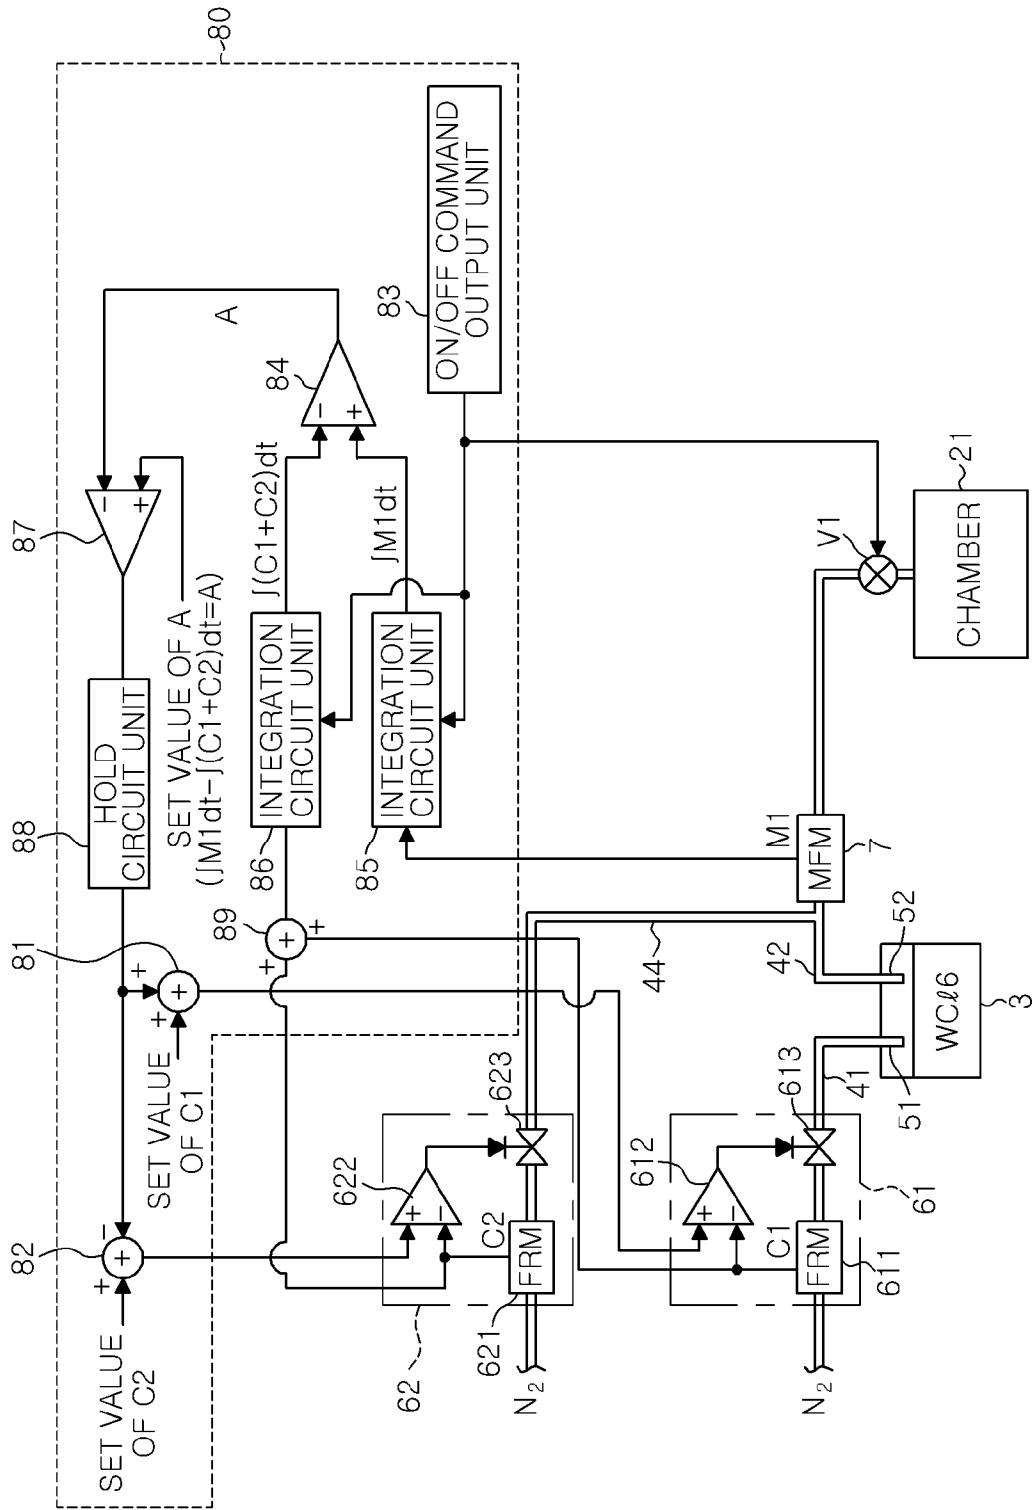 80
ON/OFF COMMAND
OUTPUT UNIT
83
A
84
−
+
87
−
+
SET VALUE OF A
(∫M1dt−∫(C1+C2)dt=A)
∫(C1+C2)dt
∫M1dt
HOLD
CIRCUIT UNIT
88
INTEGRATION
CIRCUIT UNIT
86
INTEGRATION
CIRCUIT UNIT
85
89
+
+
+
81
+
+
+
SET VALUE
OF C1
82
−
+
+
SET VALUE
OF C2
622
+
−
623
C2
FRM
621
62
N2
612
+
−
613
C1
FRM
611
61
N2
41
51
WCℓ6
3
52
42
44
M1
MFM
7
V1
CHAMBER
21